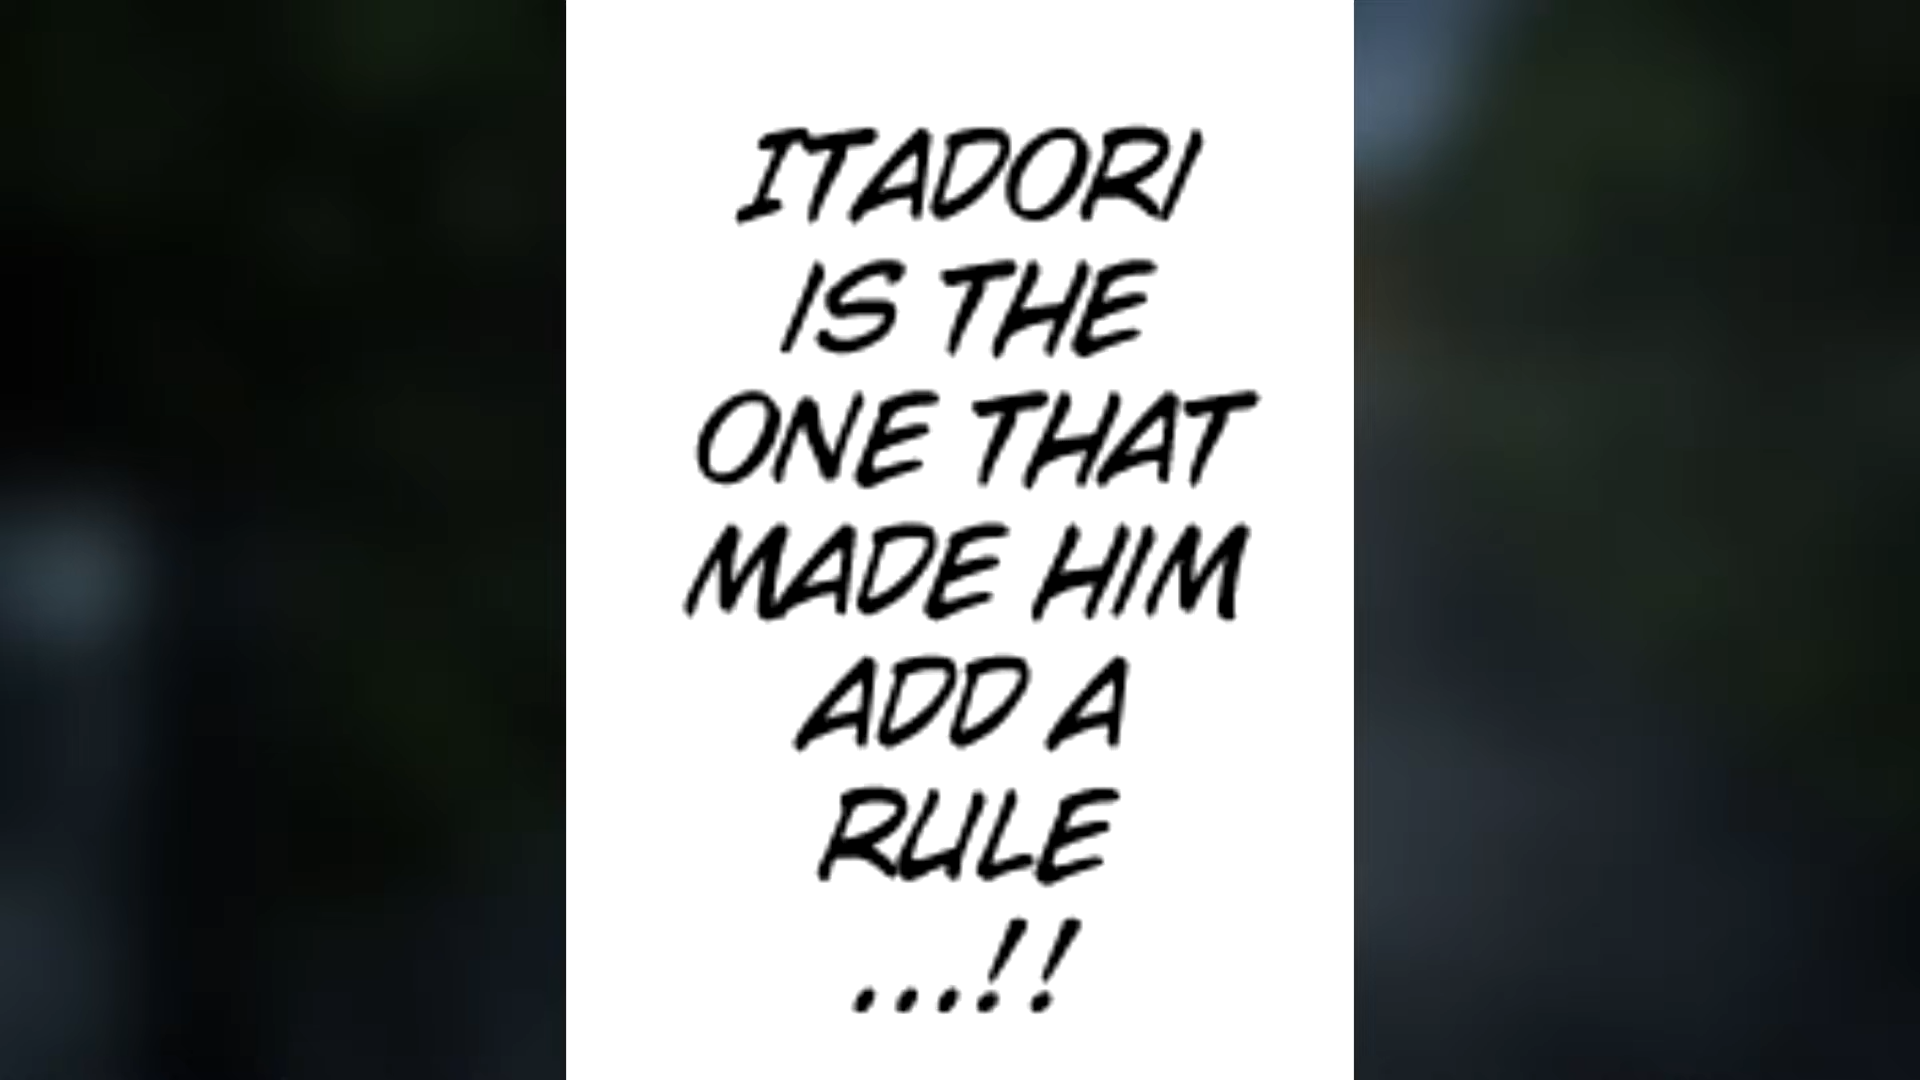 ITADORI
IS THE
ONE THAT
MADE HIM
ADD A
RULE
...!!